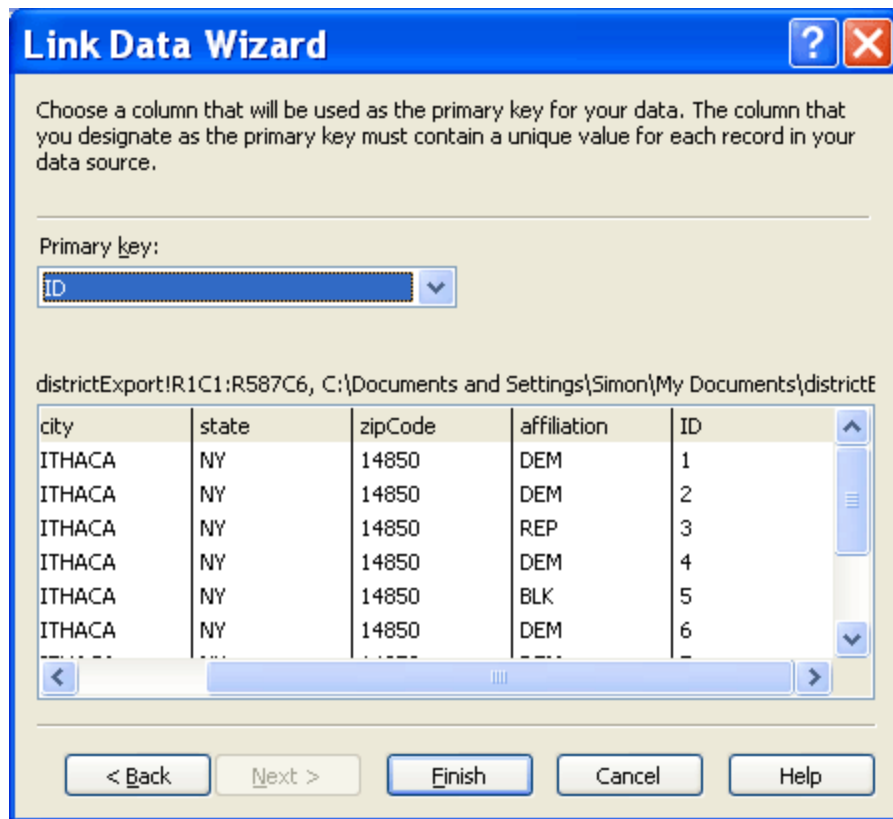 Link Data Wizard
Choose a column that will be used as the primary key for your data. The column that
you designate as the primary key must contain a unique value for each record in your
data source.
Primary key:
ID
districtExport!R1C1:R587C6, C:\Documents and Settings\Simon\My Documents\districtE
city state zipCode affiliation ID
ITHACA NY 14850 DEM 1
ITHACA NY 14850 DEM 2
ITHACA NY 14850 REP 3
ITHACA NY 14850 DEM 4
ITHACA NY 14850 BLK 5
ITHACA NY 14850 DEM 6
< Back Next > Finish Cancel Help